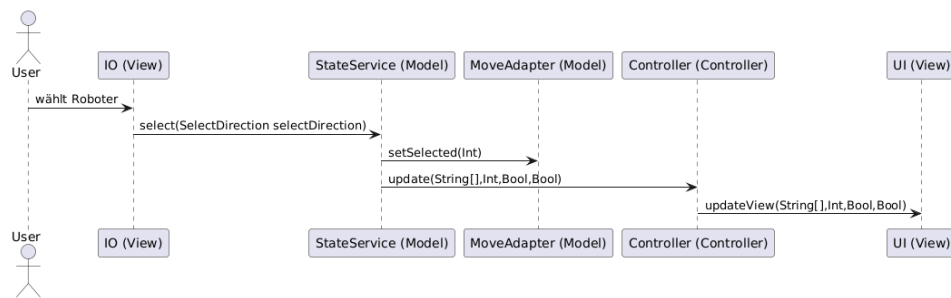 User
IO (View)
StateService (Model)
MoveAdapter (Model)
Controller (Controller)
UI (View)
wählt Roboter
select(SelectDirection selectDirection)
setSelected(Int)
update(String[],Int,Bool,Bool)
updateView(String[],Int,Bool,Bool)
User
IO (View)
StateService (Model)
MoveAdapter (Model)
Controller (Controller)
UI (View)